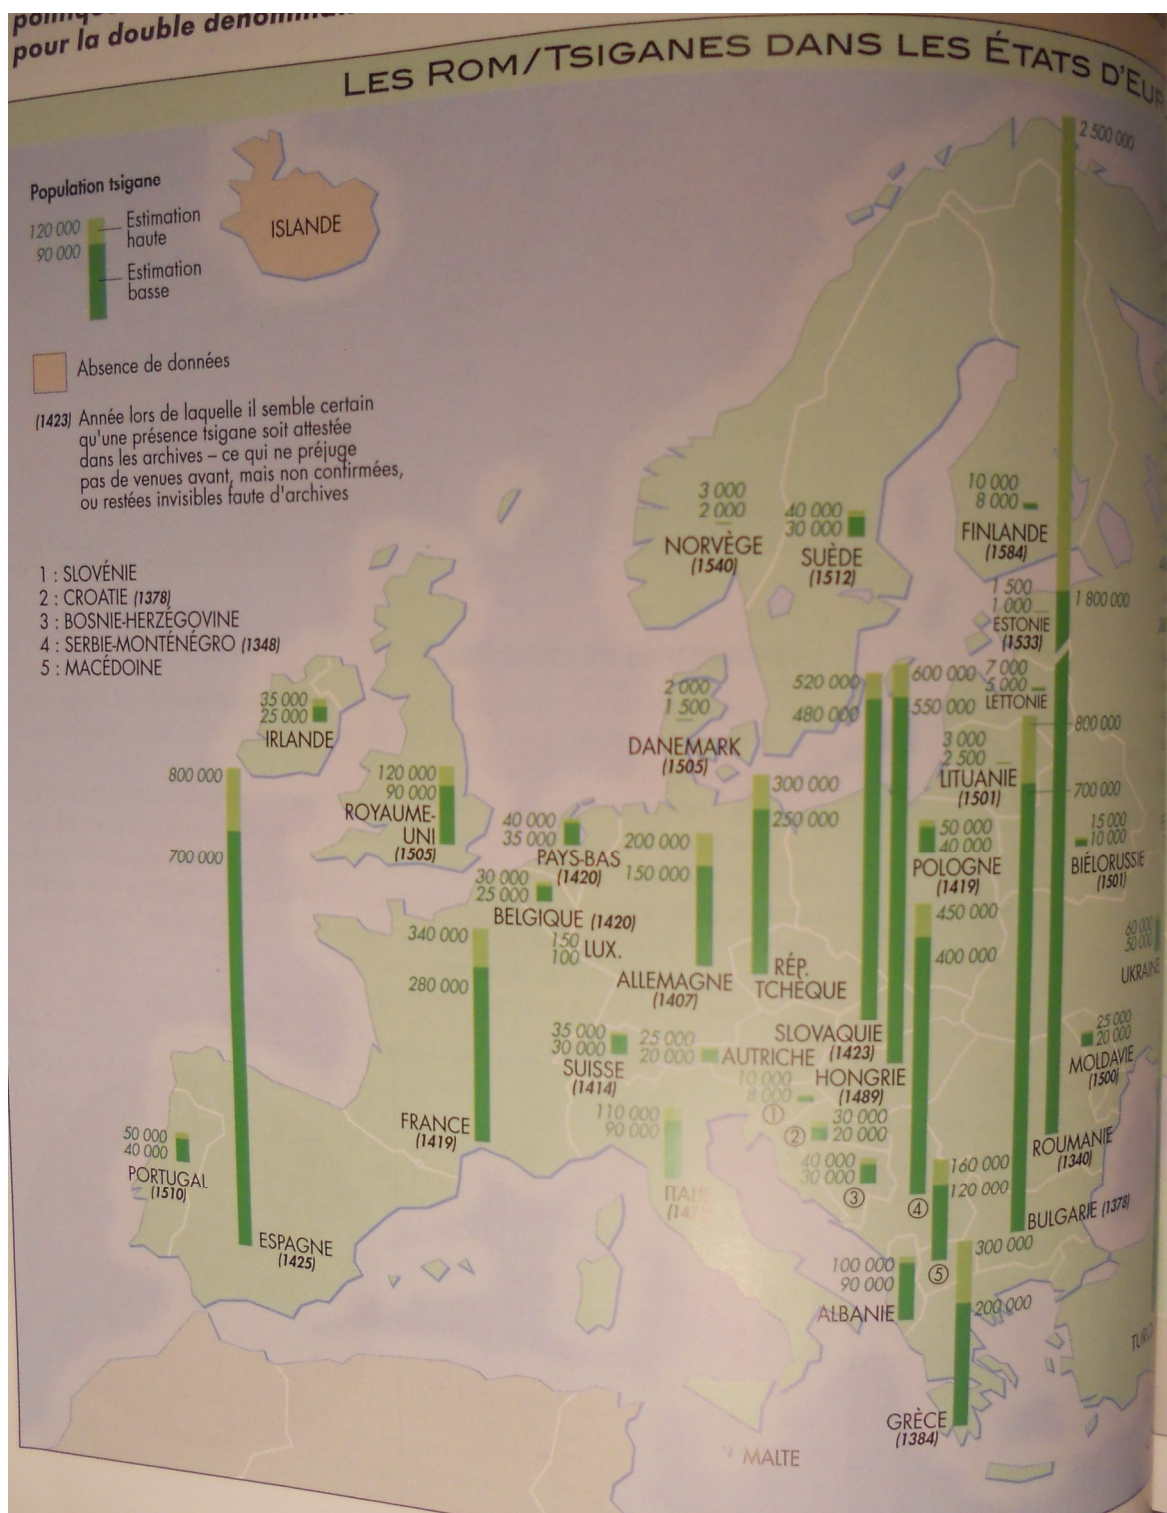 pour la double
LES ROM/TSIGANES DANS LES ÉTATS
Population tsigane
120 000
90 000
Estimation
haute
Estimation
basse
Absence de données
(1423) Année lors de laquelle il semble certain
qu'une présence tsigane soit attestée
dans les archives – ce qui ne préjuge
pas de venues avant, mais non confirmées,
ou restées invisibles faute d'archives
1 : SLOVÉNIE
2 : CROATIE (1378)
3 : BOSNIE-HERZÉGOVINE
4 : SERBIE-MONTÉNÉGRO (1348)
5 : MACÉDOINE
ISLANDE
2 500 000
1 800 000
3 000
2 000
NORVÈGE
(1540)
40 000
30 000
SUÈDE
(1512)
10 000
8 000
FINLANDE
(1584)
1 500
1 000
ESTONIE
(1533)
7 000
5 000
LETTONIE
3 000
2 500
LITUANIE
(1501)
35 000
25 000
IRLANDE
120 000
90 000
ROYAUME-
UNI
(1505)
2 000
1 500
DANEMARK
(1505)
40 000
35 000
PAYS-BAS
(1420)
30 000
25 000
BELGIQUE (1420)
150
100
LUX.
200 000
150 000
ALLEMAGNE
(1407)
300 000
250 000
RÉP.
TCHÈQUE
520 000
480 000
SLOVAQUIE
(1423)
600 000
550 000
HONGRIE
(1489)
50 000
40 000
POLOGNE
(1419)
15 000
10 000
BIÉLORUSSIE
(1501)
60 000
50 000
25 000
20 000
MOLDAVIE
(1500)
800 000
700 000
BULGARIE (1378)
ROUMANIE
(1340)
340 000
280 000
FRANCE
(1419)
35 000
30 000
SUISSE
(1414)
25 000
20 000
AUTRICHE
10 000
8 000
1
30 000
20 000
2
40 000
30 000
3
450 000
400 000
4
160 000
120 000
5
110 000
90 000
800 000
700 000
ESPAGNE
(1425)
50 000
40 000
PORTUGAL
(1510)
100 000
90 000
ALBANIE
300 000
200 000
GRÈCE
(1384)
MALTE